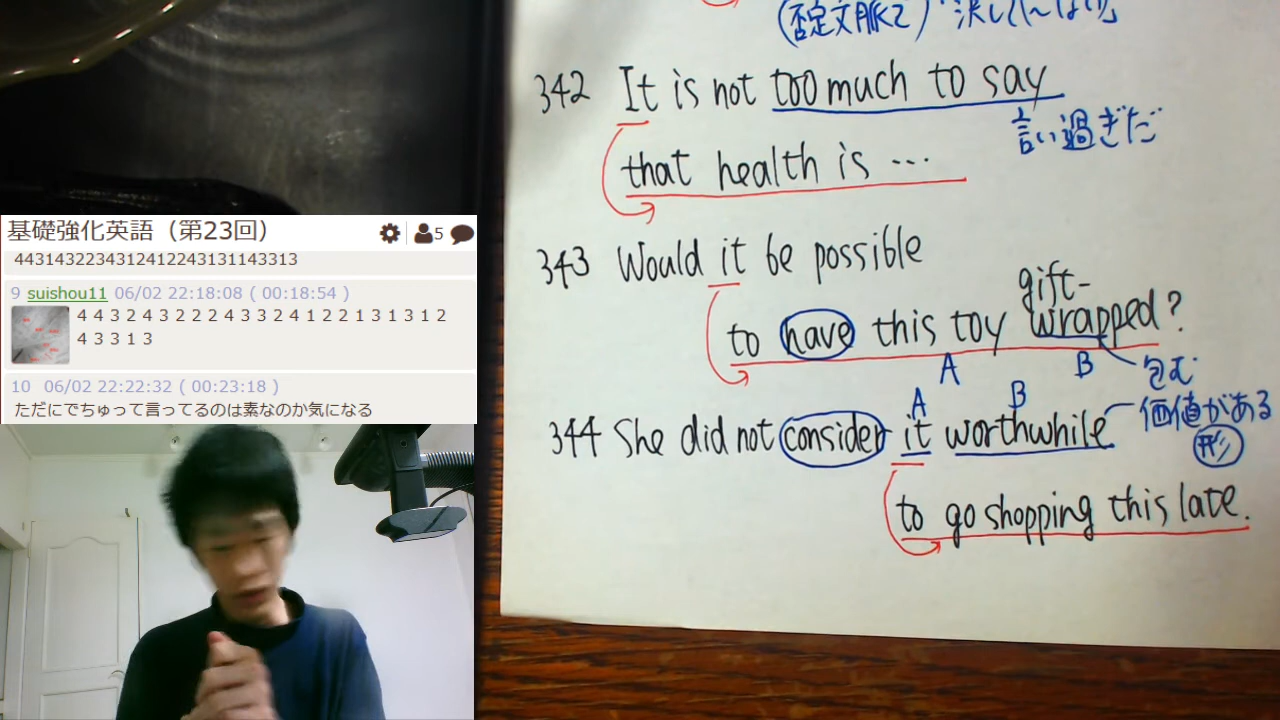 基礎強化英語（第23回）
5
44314322343124122431311433​13
9 suishou11 06/02 22:18:08 ( 00:18:54 )
4 4 3 2 4 3 2 2 2 4 3 3 2 4 1 2 2 1 3 1 3 1 2
4 3 3 1 3
10 06/02 22:22:32 ( 00:23:18 )
ただにでちゅって言ってるのは素なのか気になる
(否定文脈で)
342 It is not too much to say
言い過ぎだ
that health is …
343 Would it be possible
gift-
to have this toy wrapped?
A B 包む
A B 価値がある
344 She did not consider it worthwhile
形
to go shopping this late.